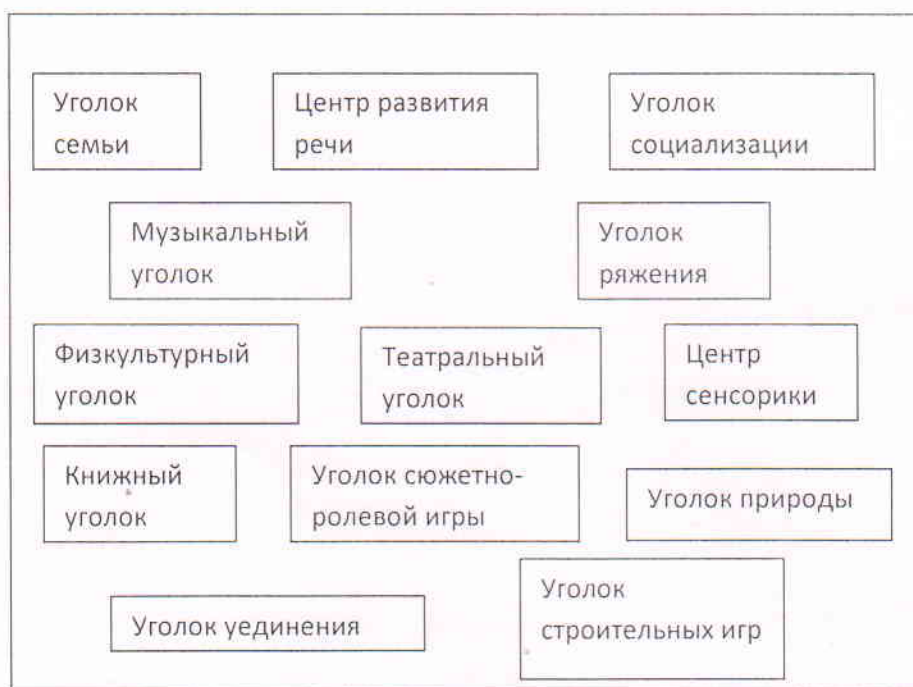 Уголок
семьи
Центр развития
речи
Уголок
социализации
Музыкальный
уголок
Уголок
ряжения
Физкультурный
уголок
Театральный
уголок
Центр
сенсорики
Книжный
уголок
Уголок сюжетно-
ролевой игры
Уголок природы
Уголок уединения
Уголок
строительных игр